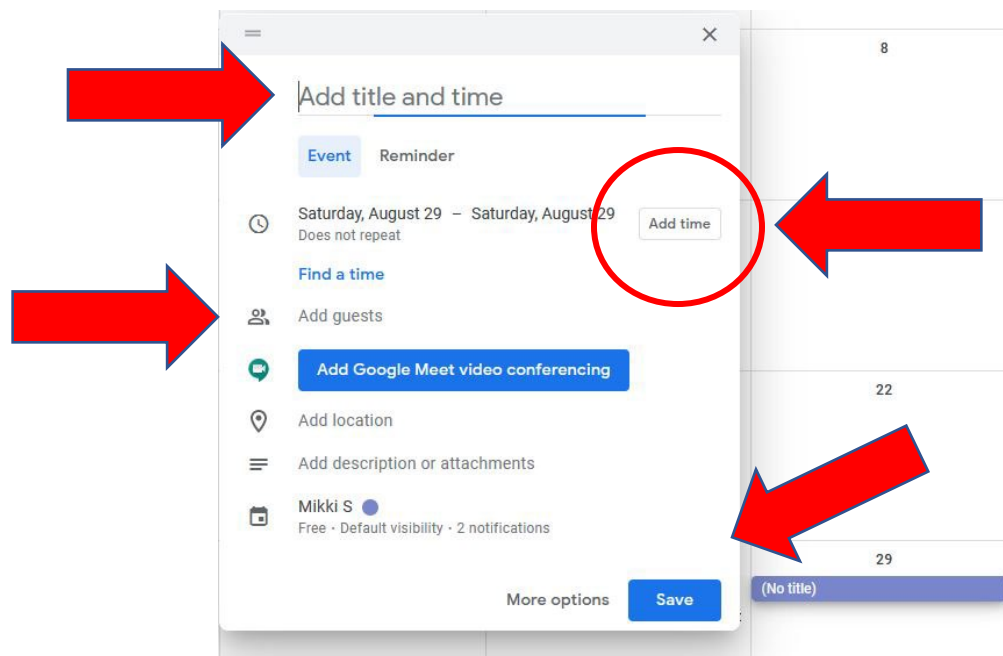 8
Add title and time
Event Reminder
Saturday, August 29 – Saturday, August 29
Add time
Does not repeat
Find a time
Add guests
Add Google Meet video conferencing
22
Add location
Add description or attachments
Mikki S
Free · Default visibility · 2 notifications
29
(No title)
More options Save